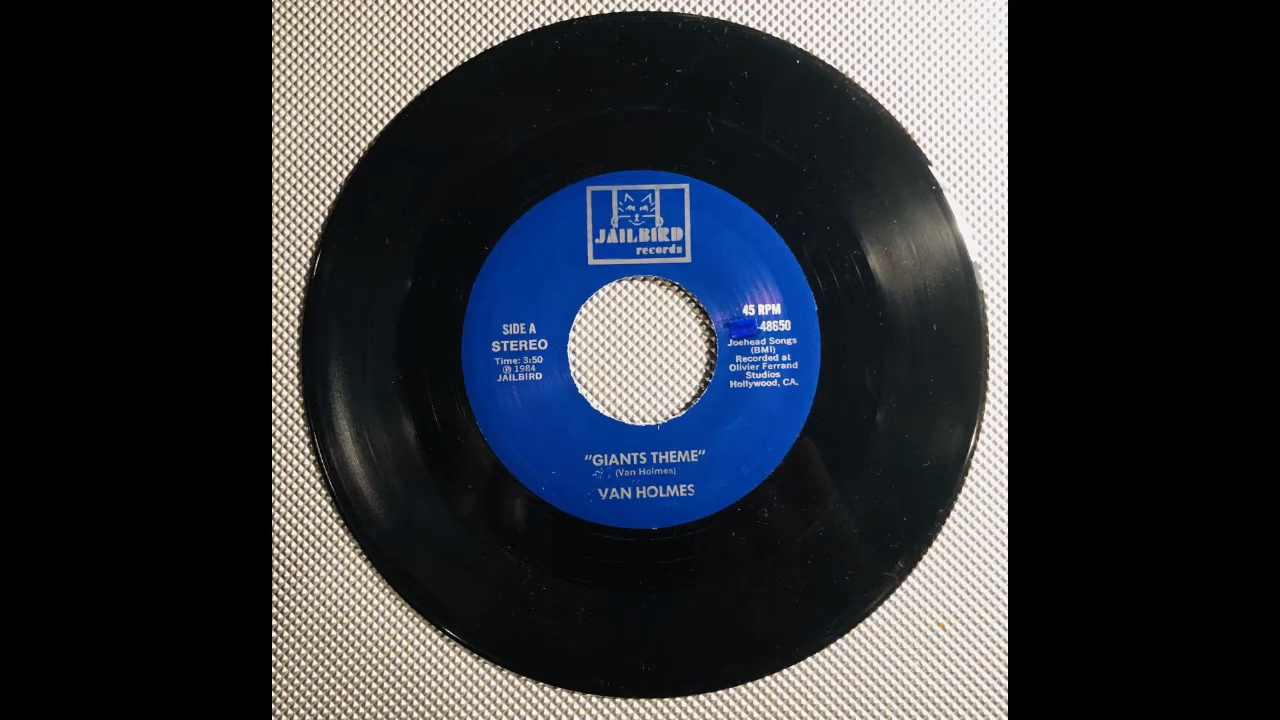 JAILBIRD
records
SIDE A
STEREO
Time: 3:50
℗ 1984
JAILBIRD
45 RPM
-48650
Joehead Songs
(BMI)
Recorded at
Olivier Ferrand
Studios
Hollywood, CA.
"GIANTS THEME"
(Van Holmes)
VAN HOLMES